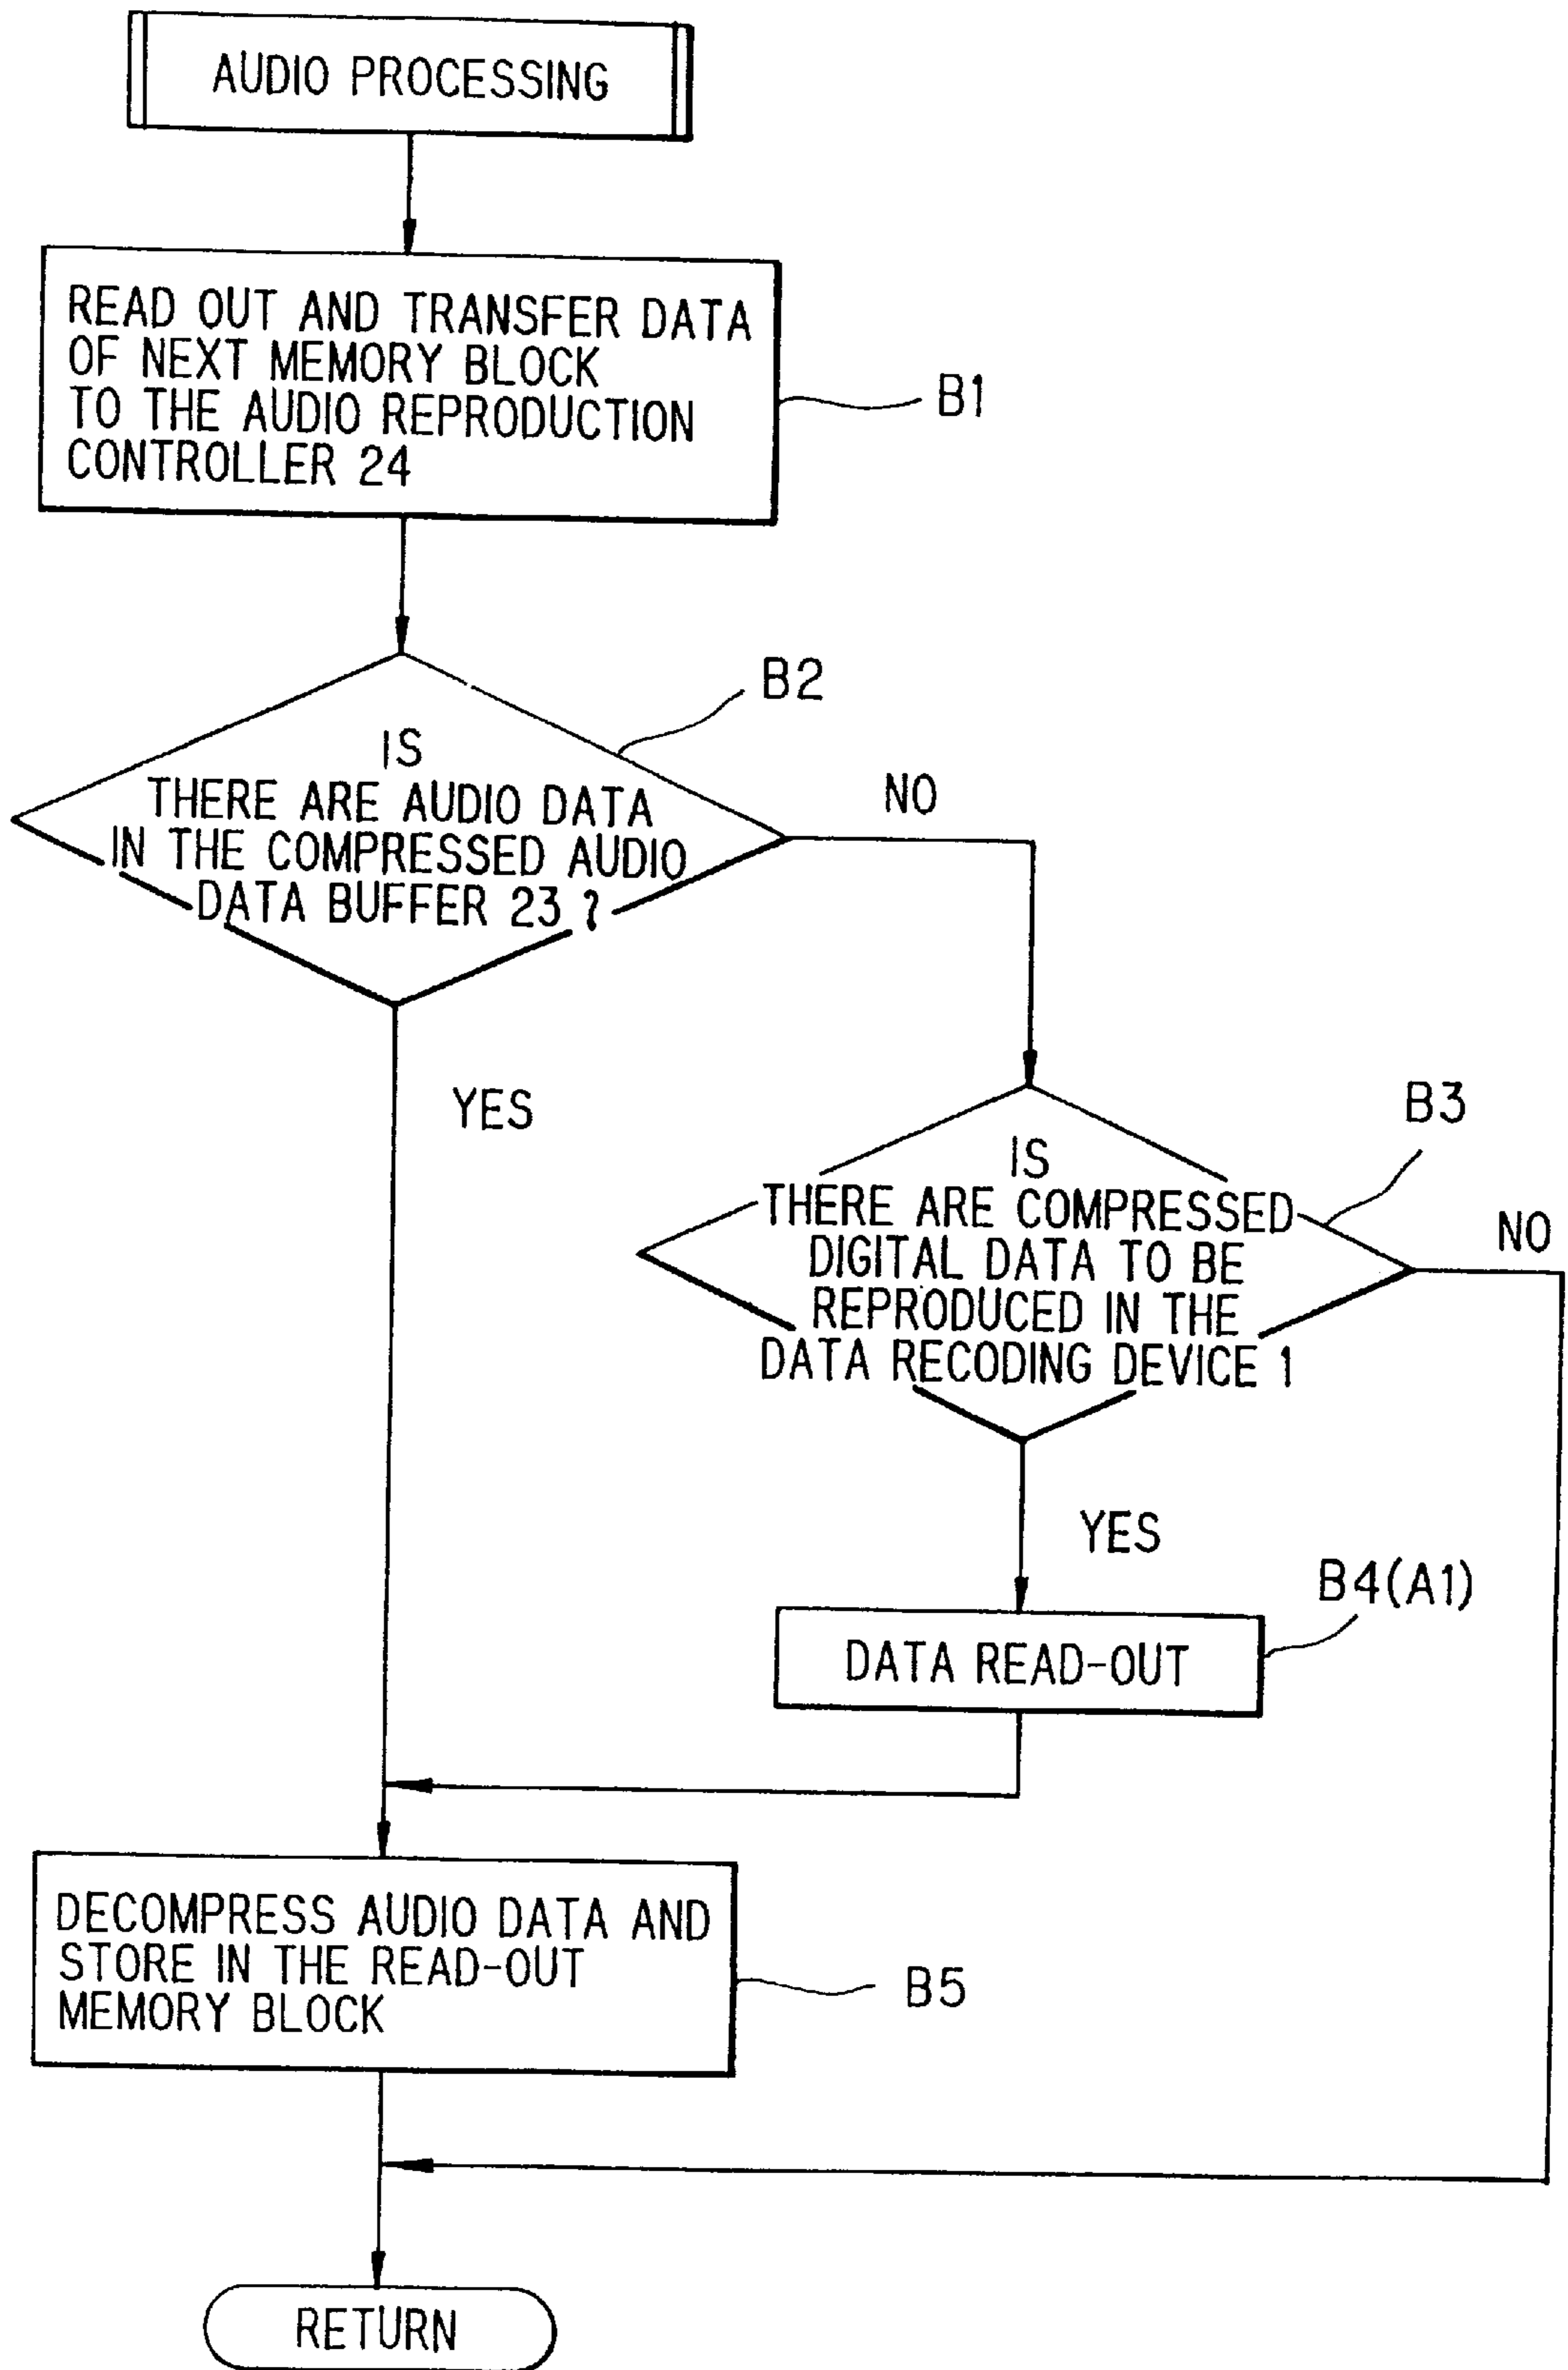 AUDIO PROCESSING
READ OUT AND TRANSFER DATA
OF NEXT MEMORY BLOCK
TO THE AUDIO REPRODUCTION
CONTROLLER 24
B1
B2
IS
THERE ARE AUDIO DATA
IN THE COMPRESSED AUDIO
DATA BUFFER 23 ?
NO
YES
B3
IS
THERE ARE COMPRESSED
DIGITAL DATA TO BE
REPRODUCED IN THE
DATA RECODING DEVICE 1
NO
YES
B4(A1)
DATA READ-OUT
DECOMPRESS AUDIO DATA AND
STORE IN THE READ-OUT
MEMORY BLOCK
B5
RETURN